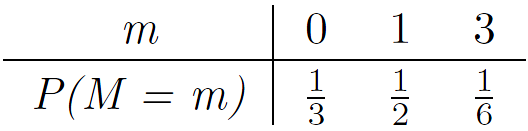 m 0 1 3
P(M = m) 1/3 1/2 1/6